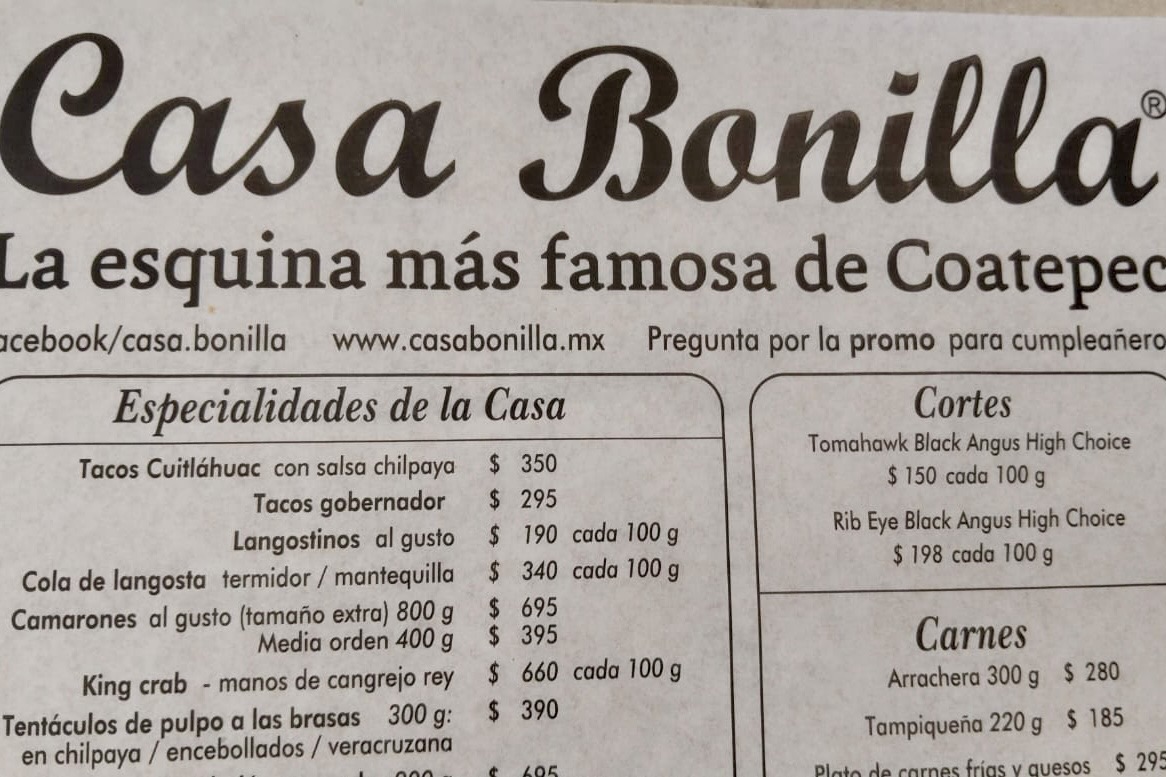 Casa Bonilla®
La esquina más famosa de Coatepec
acebook/casa.bonilla www.casabonilla.mx Pregunta por la promo para cumpleañero
Especialidades de la Casa
Tacos Cuitláhuac con salsa chilpaya $ 350
Tacos gobernador $ 295
Langostinos al gusto $ 190 cada 100 g
Cola de langosta termidor / mantequilla $ 340 cada 100 g
Camarones al gusto (tamaño extra) 800 g $ 695
Media orden 400 g $ 395
King crab - manos de cangrejo rey $ 660 cada 100 g
Tentáculos de pulpo a las brasas 300 g: $ 390
en chilpaya / encebollados / veracruzana
$ 695
Cortes
Tomahawk Black Angus High Choice
$ 150 cada 100 g
Rib Eye Black Angus High Choice
$ 198 cada 100 g
Carnes
Arrachera 300 g $ 280
Tampiqueña 220 g $ 185
Plato de carnes frías y quesos $ 295